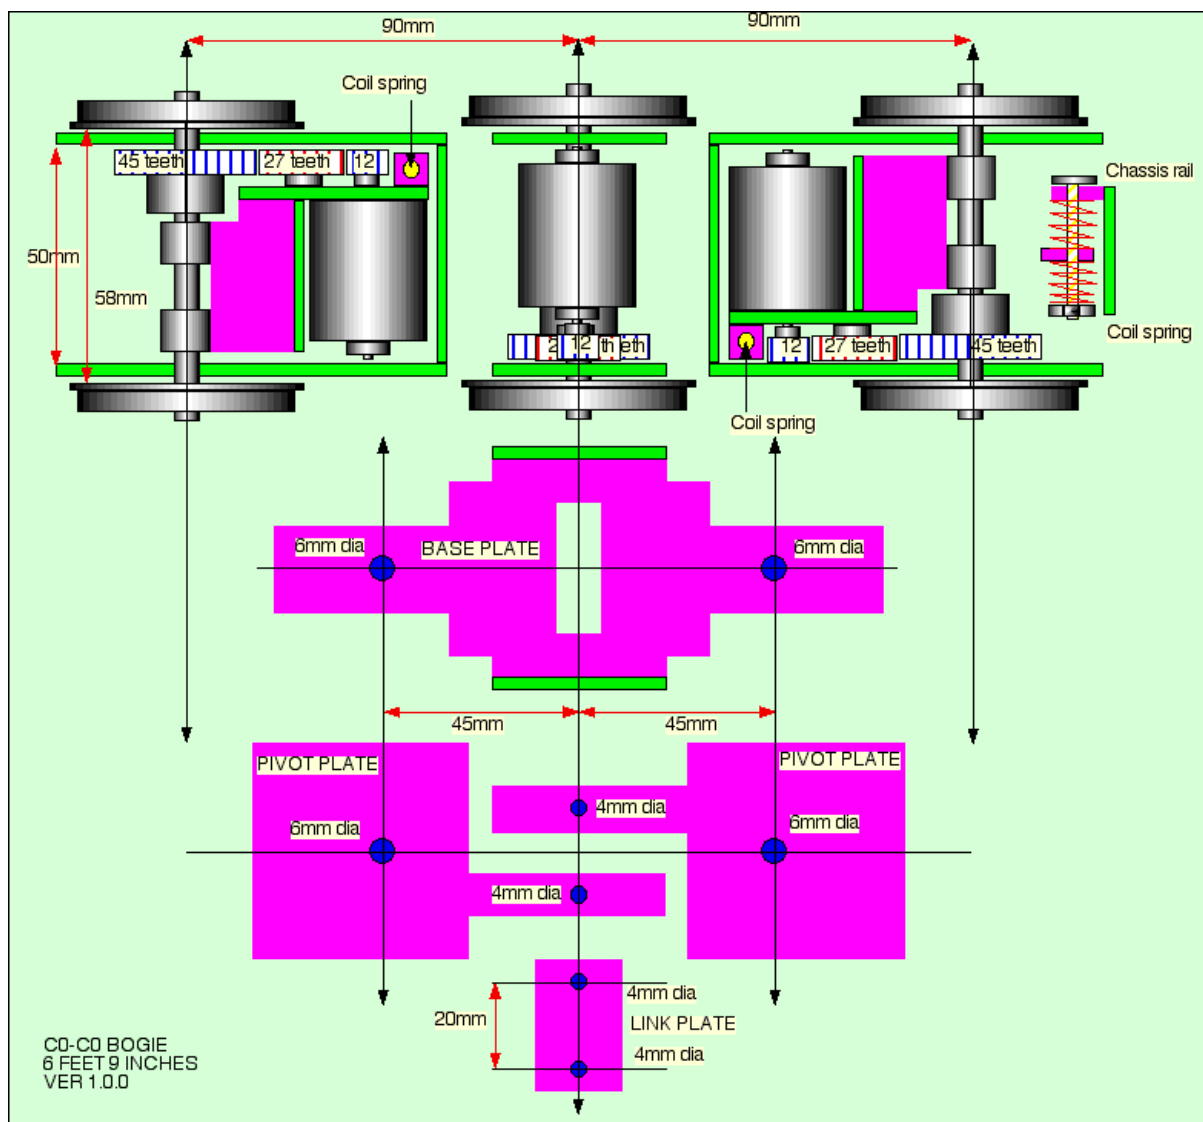 90mm
90mm
Coil spring
45 teeth
27 teeth
12
Chassis rail
50mm
58mm
12
th
eth
12
27 teeth
45 teeth
Coil spring
Coil spring
6mm dia
BASE PLATE
6mm dia
45mm
45mm
PIVOT PLATE
PIVOT PLATE
4mm dia
6mm dia
6mm dia
4mm dia
4mm dia
20mm
LINK PLATE
4mm dia
C0-C0 BOGIE
6 FEET 9 INCHES
VER 1.0.0